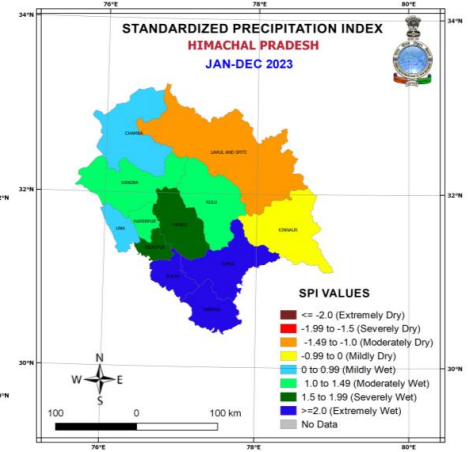 34°N
76°E
78°E
80°E
34°N
STANDARDIZED PRECIPITATION INDEX
HIMACHAL PRADESH
JAN-DEC 2023
CHAMBA
LAHUL AND SPITI
32°N
32°N
KANGRA
KULU
HAMIRPUR
MANDI
UNA
KINNAUR
BILASPUR
SHIMLA
SOLAN
SIRMAUR
SPI VALUES
<= -2.0 (Extremely Dry)
-1.99 to -1.5 (Severely Dry)
-1.49 to -1.0 (Moderately Dry)
-0.99 to 0 (Mildly Dry)
0 to 0.99 (Mildly Wet)
1.0 to 1.49 (Moderately Wet)
1.5 to 1.99 (Severely Wet)
>=2.0 (Extremely Wet)
No Data
30°N
30°N
N
W E
S
100 0 100 km
76°E
78°E
80°E